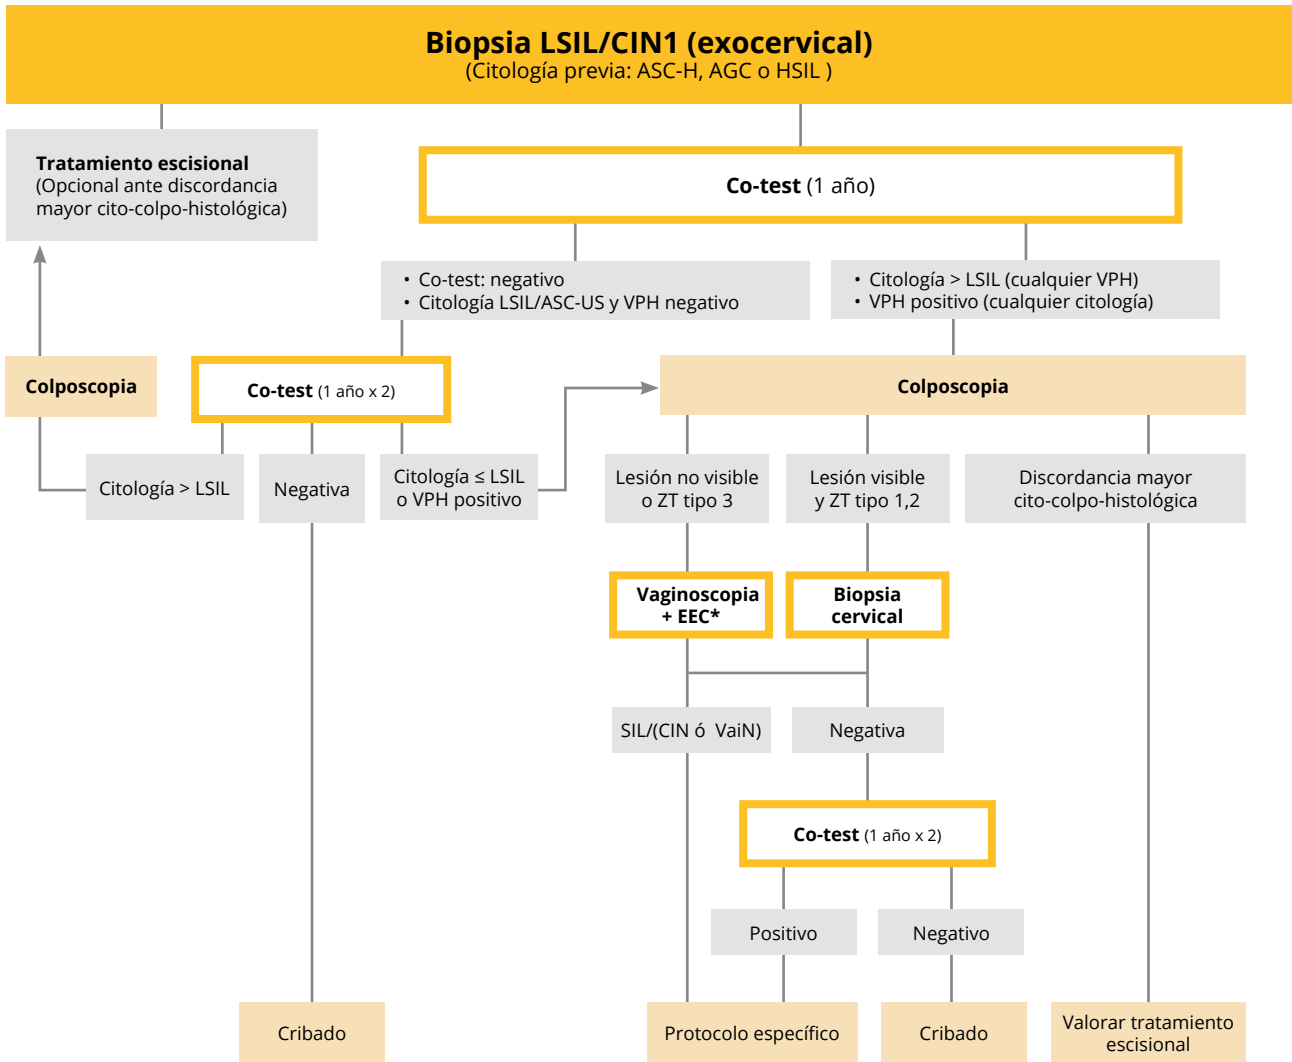 Biopsia LSIL/CIN1 (exocervical)
(Citología previa: ASC-H, AGC o HSIL )
Tratamiento escisional
(Opcional ante discordancia
mayor cito-colpo-histológica)
Co-test (1 año)
• Co-test: negativo
• Citología LSIL/ASC-US y VPH negativo
• Citología > LSIL (cualquier VPH)
• VPH positivo (cualquier citología)
Colposcopia
Co-test (1 año x 2)
Colposcopia
Citología > LSIL
Negativa
Citología ≤ LSIL
o VPH positivo
Lesión no visible
o ZT tipo 3
Lesión visible
y ZT tipo 1,2
Discordancia mayor
cito-colpo-histológica
Vaginoscopia
+ EEC*
Biopsia
cervical
SIL/(CIN ó VaiN)
Negativa
Co-test (1 año x 2)
Positivo
Negativo
Cribado
Protocolo específico
Cribado
Valorar tratamiento
escisional